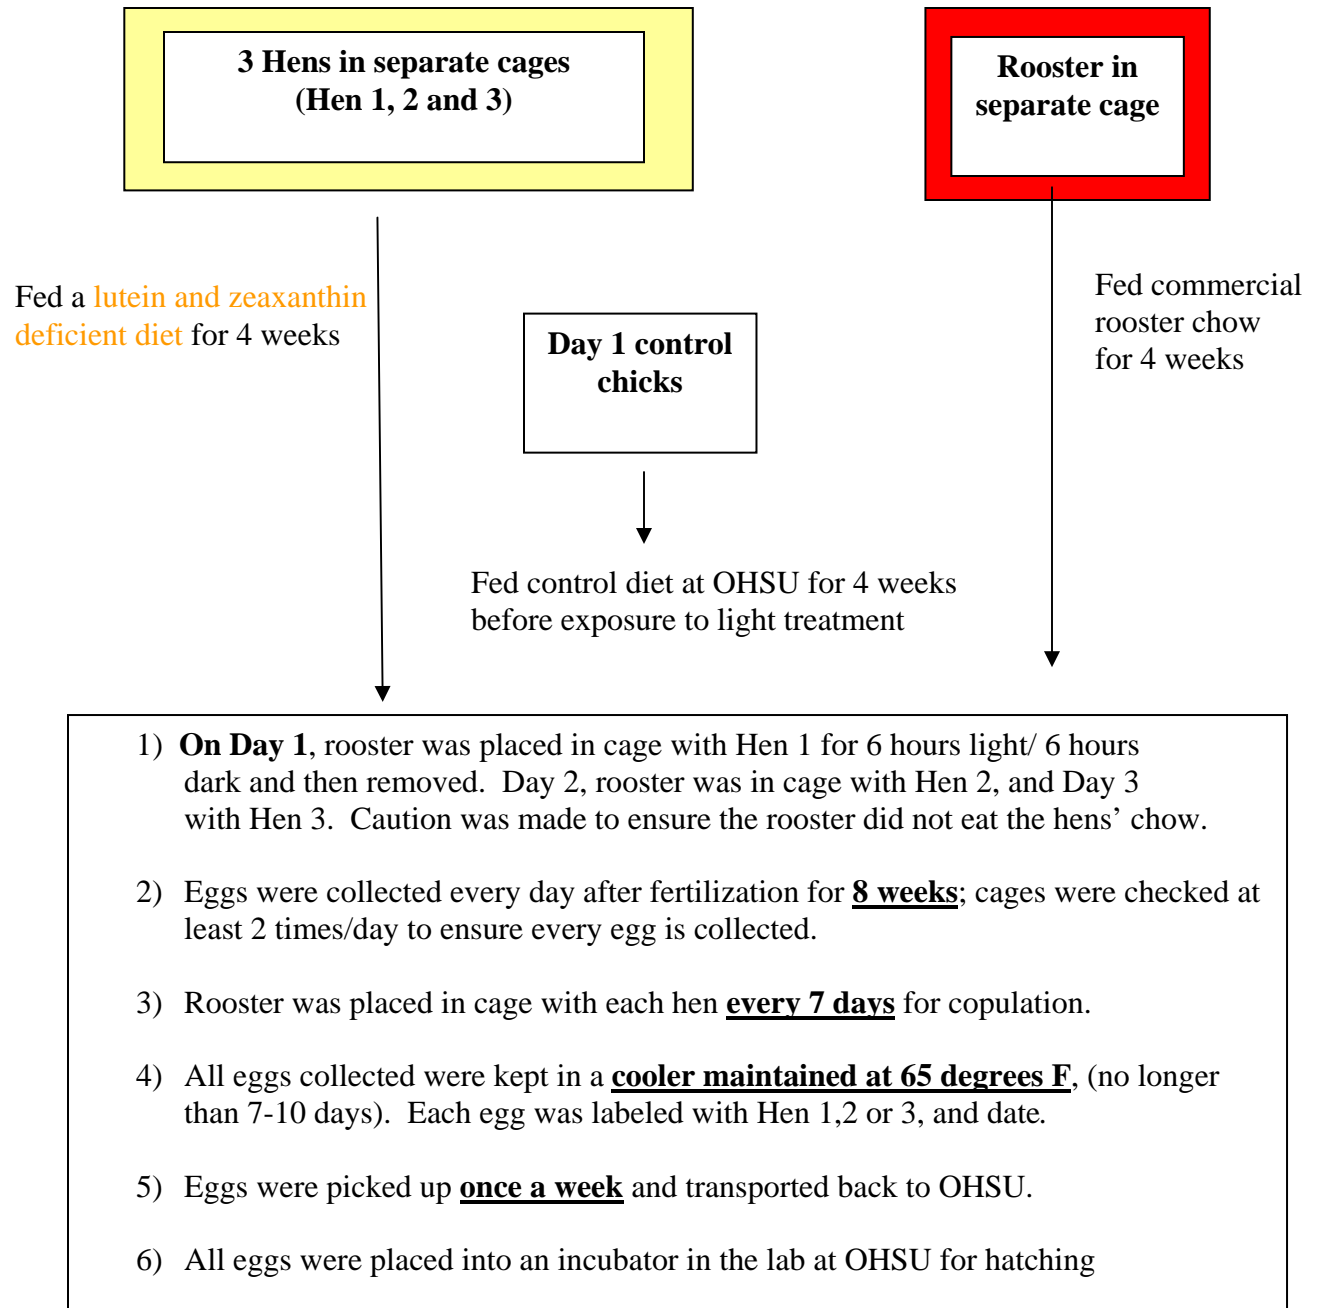 3 Hens in separate cages
(Hen 1, 2 and 3)
Rooster in
separate cage
Fed a lutein and zeaxanthin
deficient diet for 4 weeks
Day 1 control
chicks
Fed commercial
rooster chow
for 4 weeks
Fed control diet at OHSU for 4 weeks
before exposure to light treatment
1) On Day 1, rooster was placed in cage with Hen 1 for 6 hours light/ 6 hours
dark and then removed.  Day 2, rooster was in cage with Hen 2, and Day 3
with Hen 3.  Caution was made to ensure the rooster did not eat the hens’ chow.
2) Eggs were collected every day after fertilization for 8 weeks; cages were checked at
least 2 times/day to ensure every egg is collected.
3) Rooster was placed in cage with each hen every 7 days for copulation.
4) All eggs collected were kept in a cooler maintained at 65 degrees F, (no longer
than 7-10 days).  Each egg was labeled with Hen 1,2 or 3, and date.
5) Eggs were picked up once a week and transported back to OHSU.
6) All eggs were placed into an incubator in the lab at OHSU for hatching